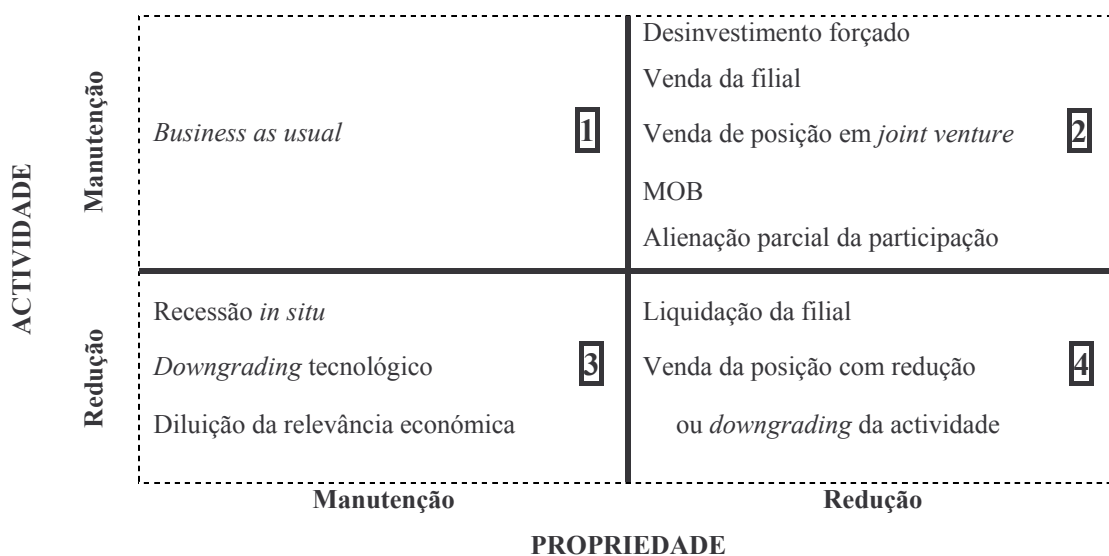 ACTIVIDADE
Manutenção
Business as usual
1
Desinvestimento forçado
Venda da filial
Venda de posição em joint venture
2
MOB
Alienação parcial da participação
Redução
Recessão in situ
Downgrading tecnológico
3
Diluição da relevância económica
Liquidação da filial
Venda da posição com redução
4
ou downgrading da actividade
Manutenção
Redução
PROPRIEDADE